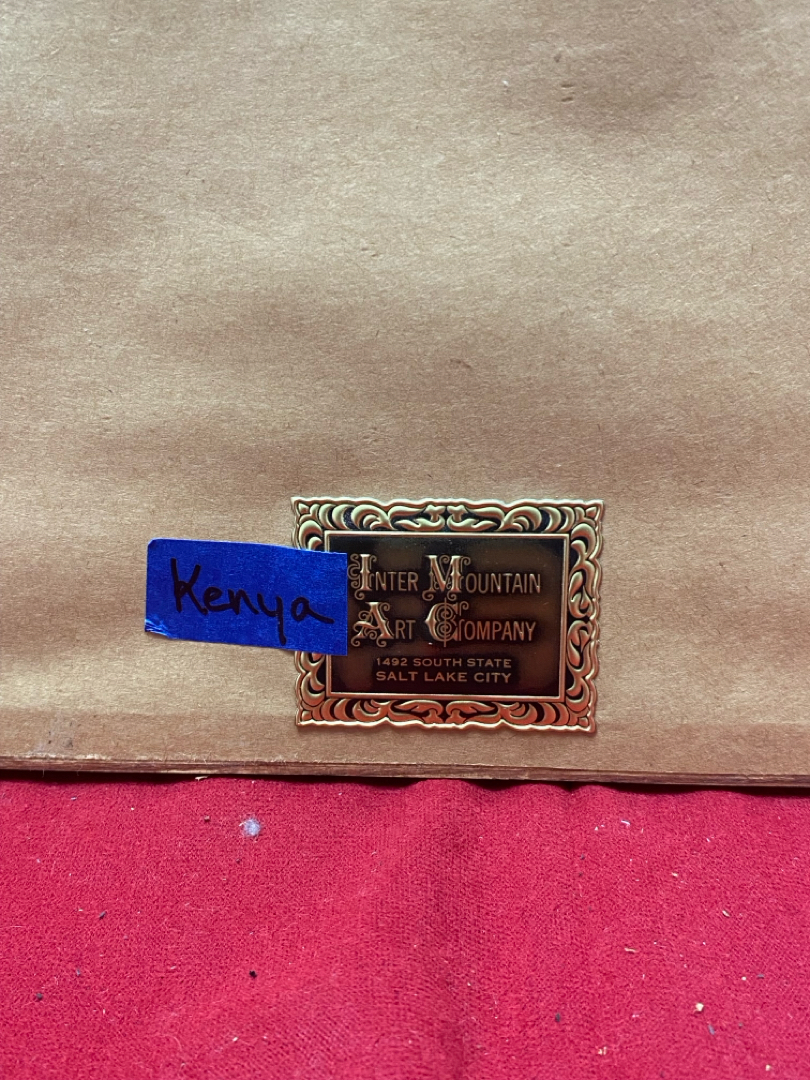 Kenya
INTER MOUNTAIN
ART COMPANY
1492 SOUTH STATE
SALT LAKE CITY